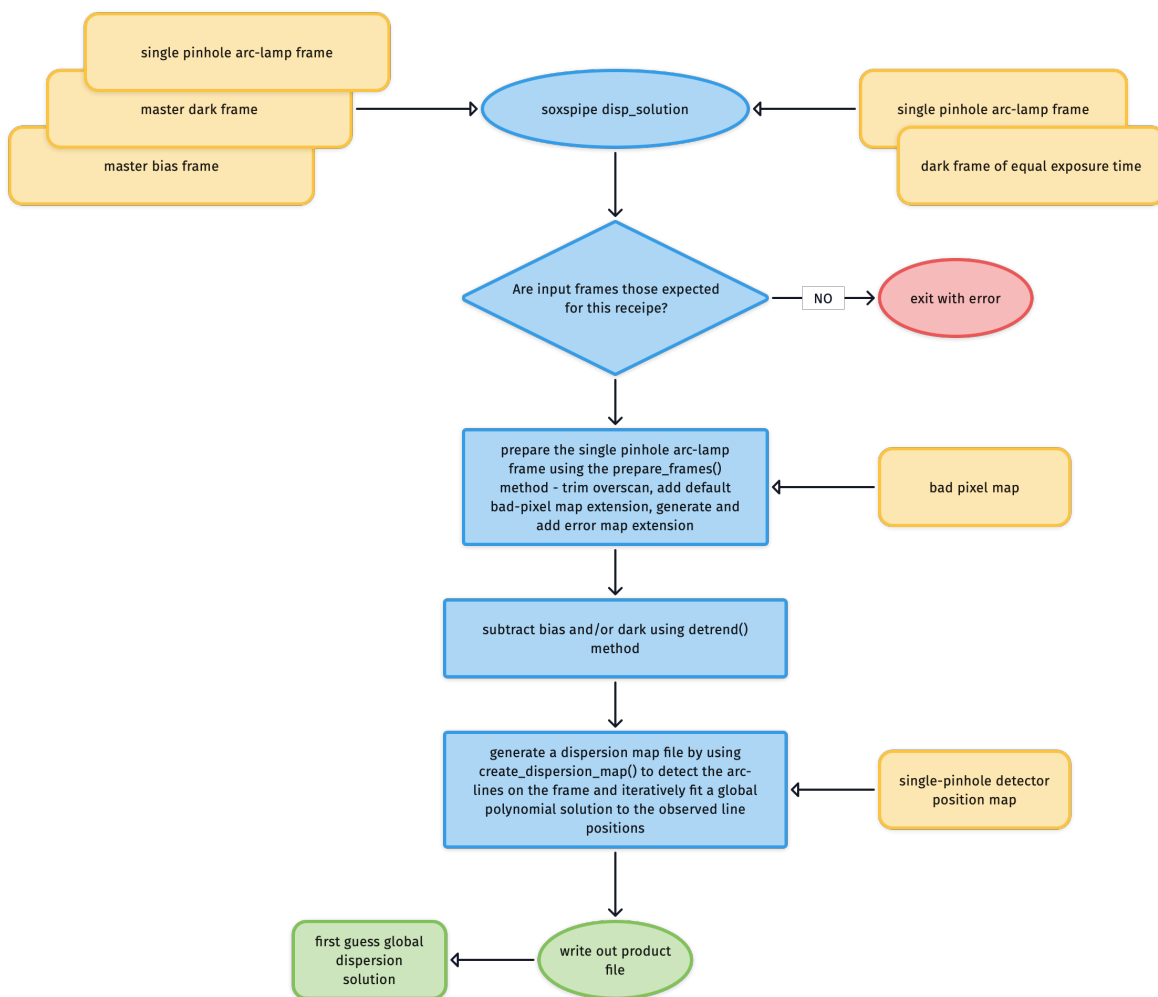 single pinhole arc-lamp frame
master dark frame
master bias frame
soxspipe disp_solution
single pinhole arc-lamp frame
dark frame of equal exposure time
Are input frames those expected
for this receipe?
NO
exit with error
prepare the single pinhole arc-lamp
frame using the prepare_frames()
method - trim overscan, add default
bad-pixel map extension, generate and
add error map extension
bad pixel map
subtract bias and/or dark using detrend()
method
generate a dispersion map file by using
create_dispersion_map() to detect the arc-
lines on the frame and iteratively fit a global
polynomial solution to the observed line
positions
single-pinhole detector
position map
first guess global
dispersion
solution
write out product
file